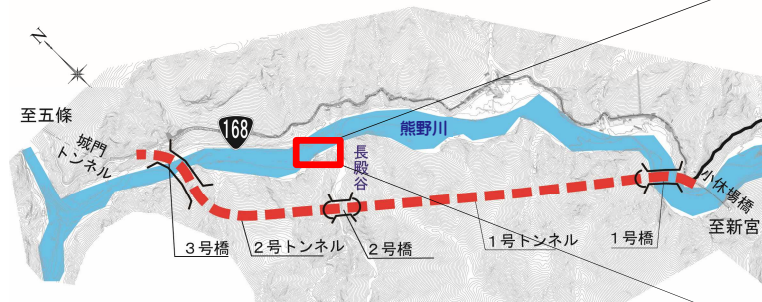 N
至五條
城門
トンネル
168
熊野川
長殿谷
小休場橋
至新宮
3号橋
2号トンネル
2号橋
1号トンネル
1号橋